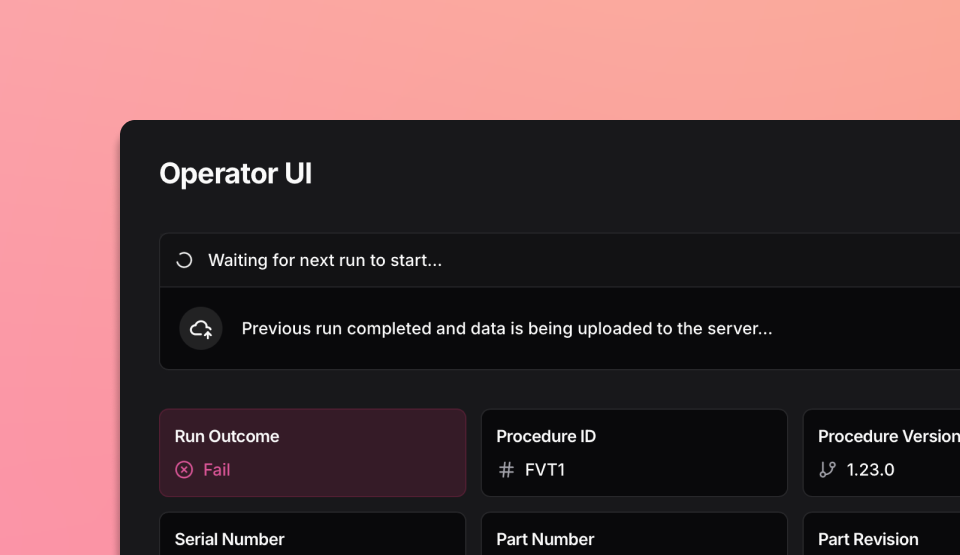 Operator UI
Waiting for next run to start...
Previous run completed and data is being uploaded to the server...
Run Outcome
Procedure ID
Procedure Version
Fail
FVT1
1.23.0
Serial Number
Part Number
Part Revision